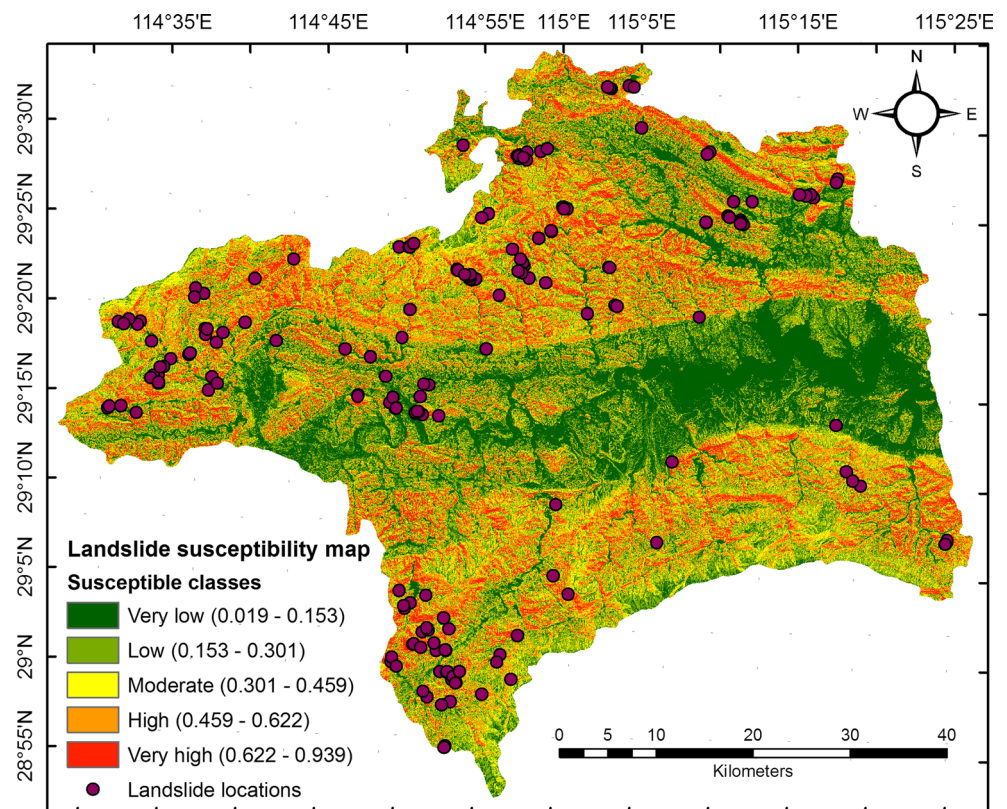 114°35'E 114°45'E 114°55'E 115°E 115°5'E 115°15'E 115°25'E
29°30'N
29°25'N
29°20'N
29°15'N
29°10'N
29°5'N
29°N
28°55'N
N
W E
S
Landslide susceptibility map
Susceptible classes
Very low (0.019 - 0.153)
Low (0.153 - 0.301)
Moderate (0.301 - 0.459)
High (0.459 - 0.622)
Very high (0.622 - 0.939)
Landslide locations
0 5 10 20 30 40
Kilometers